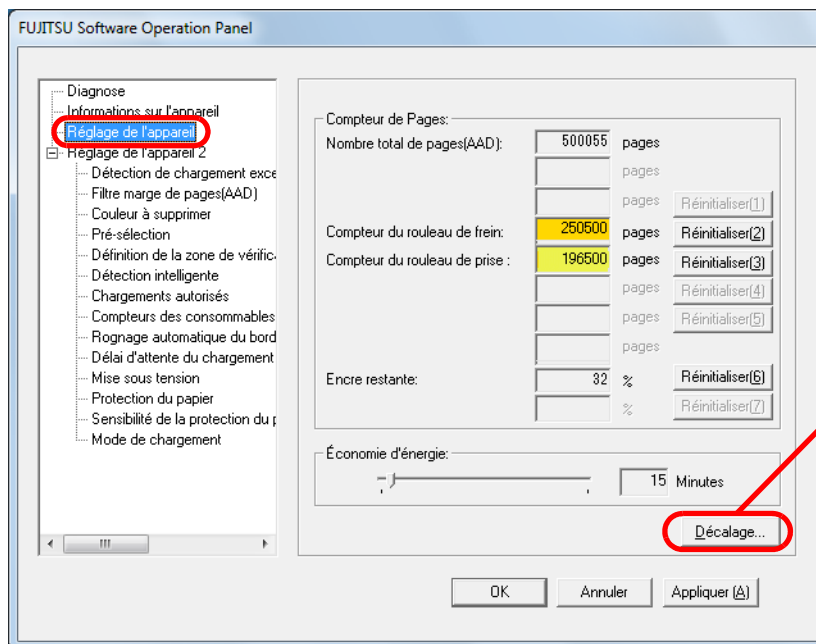 FUJITSU Software Operation Panel
Diagnose
Informations sur l'appareil
Réglage de l'appareil
Réglage de l'appareil 2
Détection de chargement exce
Filtre marge de pages(AAD)
Couleur à supprimer
Pré-sélection
Définition de la zone de vérific
Détection intelligente
Chargements autorisés
Compteurs des consommables
Rognage automatique du bord
Délai d'attente du chargement
Mise sous tension
Protection du papier
Sensibilité de la protection du p
Mode de chargement
Compteur de Pages:
Nombre total de pages(AAD): 500055 pages
pages
pages Réinitialiser(1)
Compteur du rouleau de frein: 250500 pages Réinitialiser(2)
Compteur du rouleau de prise : 196500 pages Réinitialiser(3)
pages Réinitialiser(4)
pages Réinitialiser(5)
pages
Encre restante: 32 % Réinitialiser(6)
% Réinitialiser(7)
Économie d'énergie:
15 Minutes
Décalage...
OK Annuler Appliquer (A)